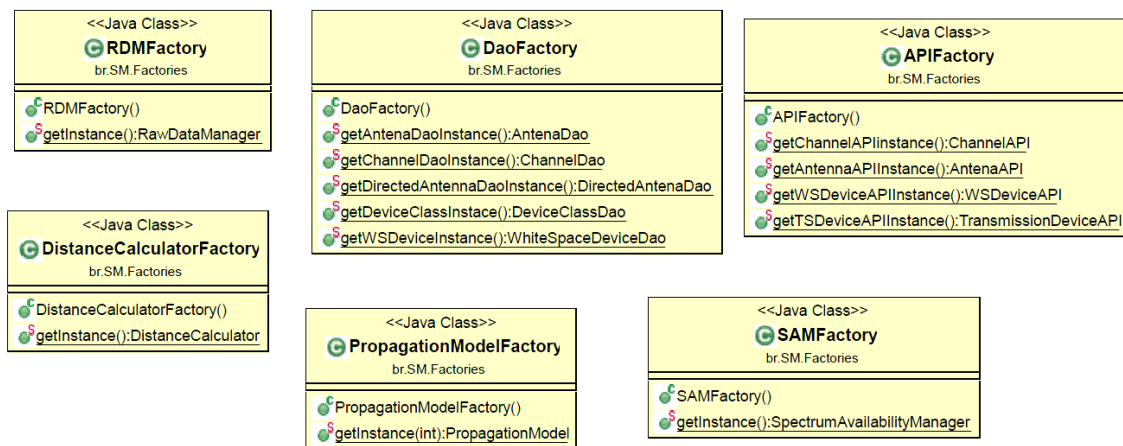 <<Java Class>>
RDMFactory
br.SM.Factories
RDMFactory()
getInstance():RawDataManager
<<Java Class>>
DaoFactory
br.SM.Factories
DaoFactory()
getAntenaDaoInstance():AntenaDao
getChannelDaoInstance():ChannelDao
getDirectedAntennaDaoInstance():DirectedAntenaDao
getDeviceClassInstace():DeviceClassDao
getWSDeviceInstance():WhiteSpaceDeviceDao
<<Java Class>>
APIFactory
br.SM.Factories
APIFactory()
getChannelAPIinstance():ChannelAPI
getAntennaAPIInstance():AntenaAPI
getWSDeviceAPIInstance():WSDeviceAPI
getTSDeviceAPIInstance():TransmissionDeviceAPI
<<Java Class>>
DistanceCalculatorFactory
br.SM.Factories
DistanceCalculatorFactory()
getInstance():DistanceCalculator
<<Java Class>>
PropagationModelFactory
br.SM.Factories
PropagationModelFactory()
getInstance(int):PropagationModel
<<Java Class>>
SAMFactory
br.SM.Factories
SAMFactory()
getInstance():SpectrumAvailabilityManager